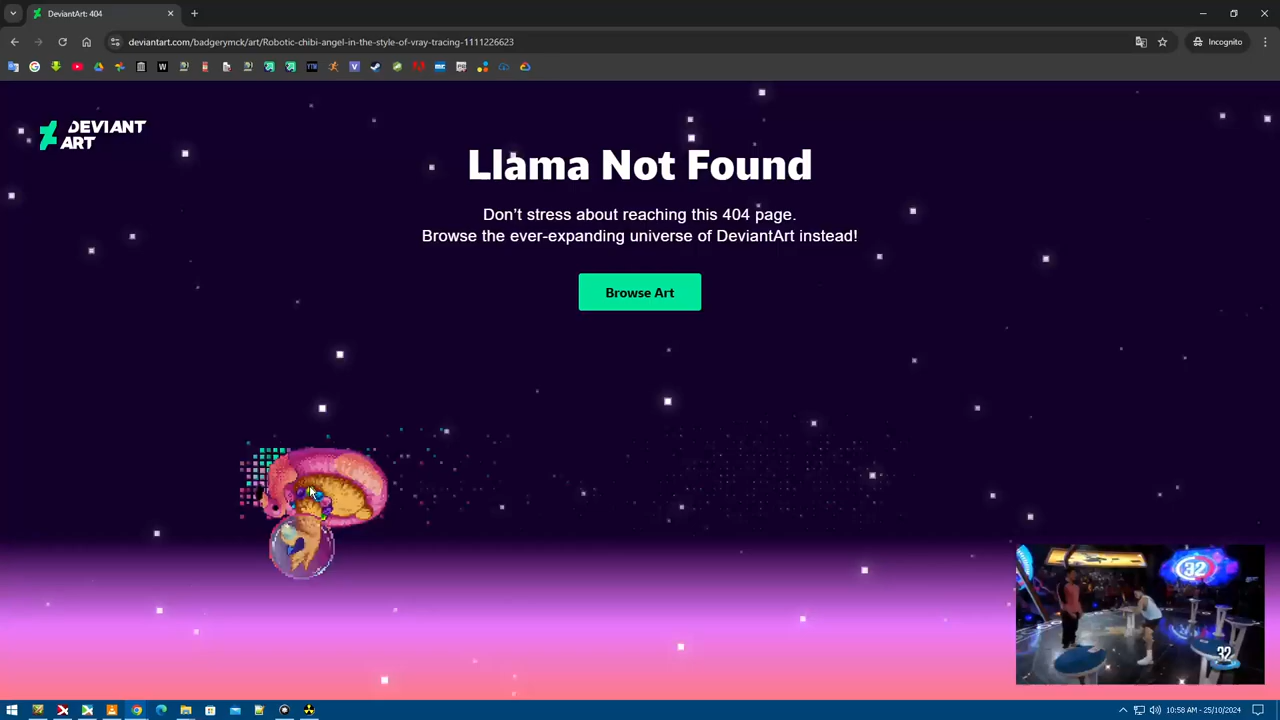 DeviantArt: 404
deviantart.com/badgerymck/art/Robotic-chibi-angel-in-the-style-of-vray-tracing-1111226623
Incognito
DEVIANT
ART
Llama Not Found
Don’t stress about reaching this 404 page.
Browse the ever-expanding universe of DeviantArt instead!
Browse Art
32
32
10:58 AM - 25/10/2024